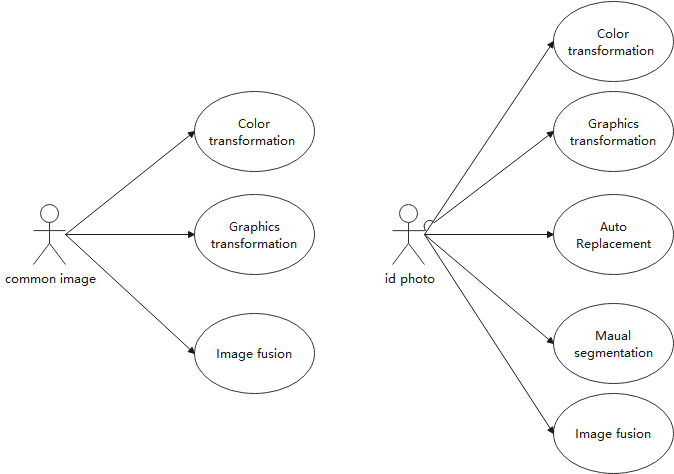 Color
transformation
Graphics
transformation
Image fusion
common image
Color
transformation
Graphics
transformation
Auto
Replacement
Maual
segmentation
Image fusion
id photo